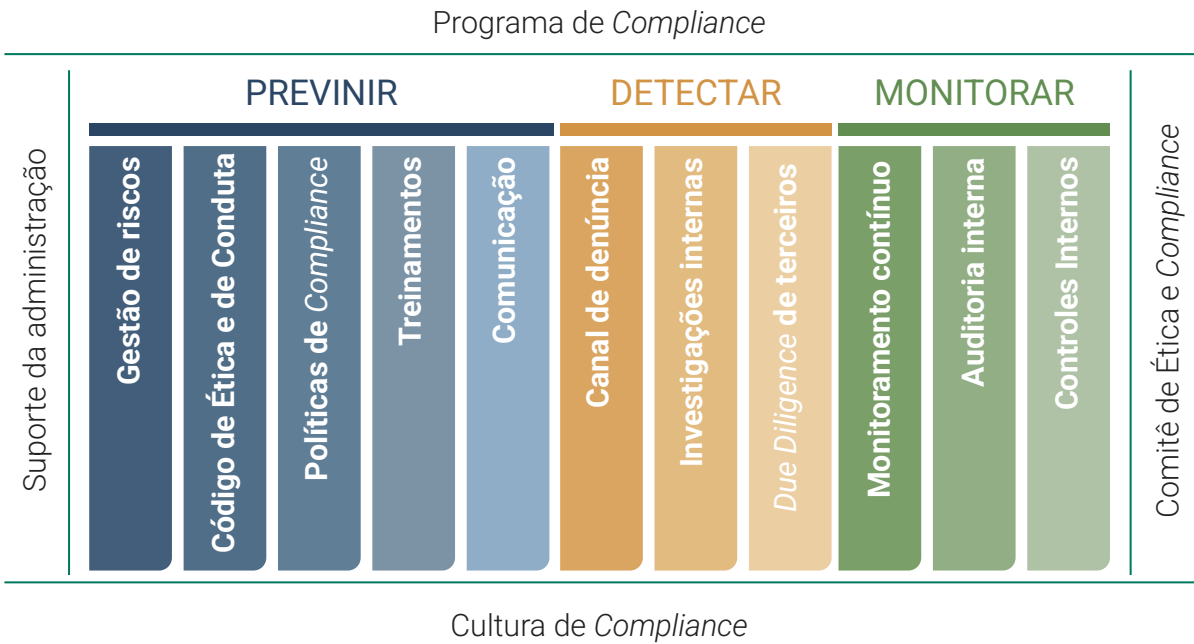 Programa de Compliance
PREVINIR
DETECTAR
MONITORAR
Suporte da administração
Gestão de riscos
Código de Ética e de Conduta
Políticas de Compliance
Treinamentos
Comunicação
Canal de denúncia
Investigações internas
Due Diligence de terceiros
Monitoramento contínuo
Auditoria interna
Controles Internos
Comitê de Ética e Compliance
Cultura de Compliance